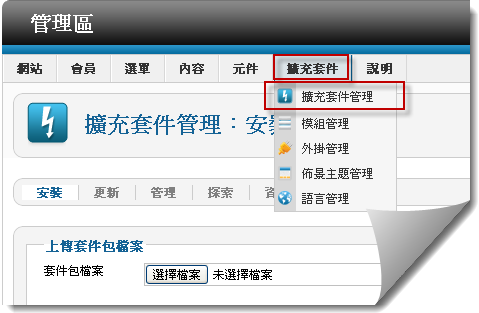 管理區
網站 會員 選單 內容 元件 擴充套件 說明
擴充套件管理
擴充套件管理：安
模組管理
外掛管理
佈景主題管理
語言管理
安裝 更新 管理 探索
上傳套件包檔案
套件包檔案 選擇檔案 未選擇檔案